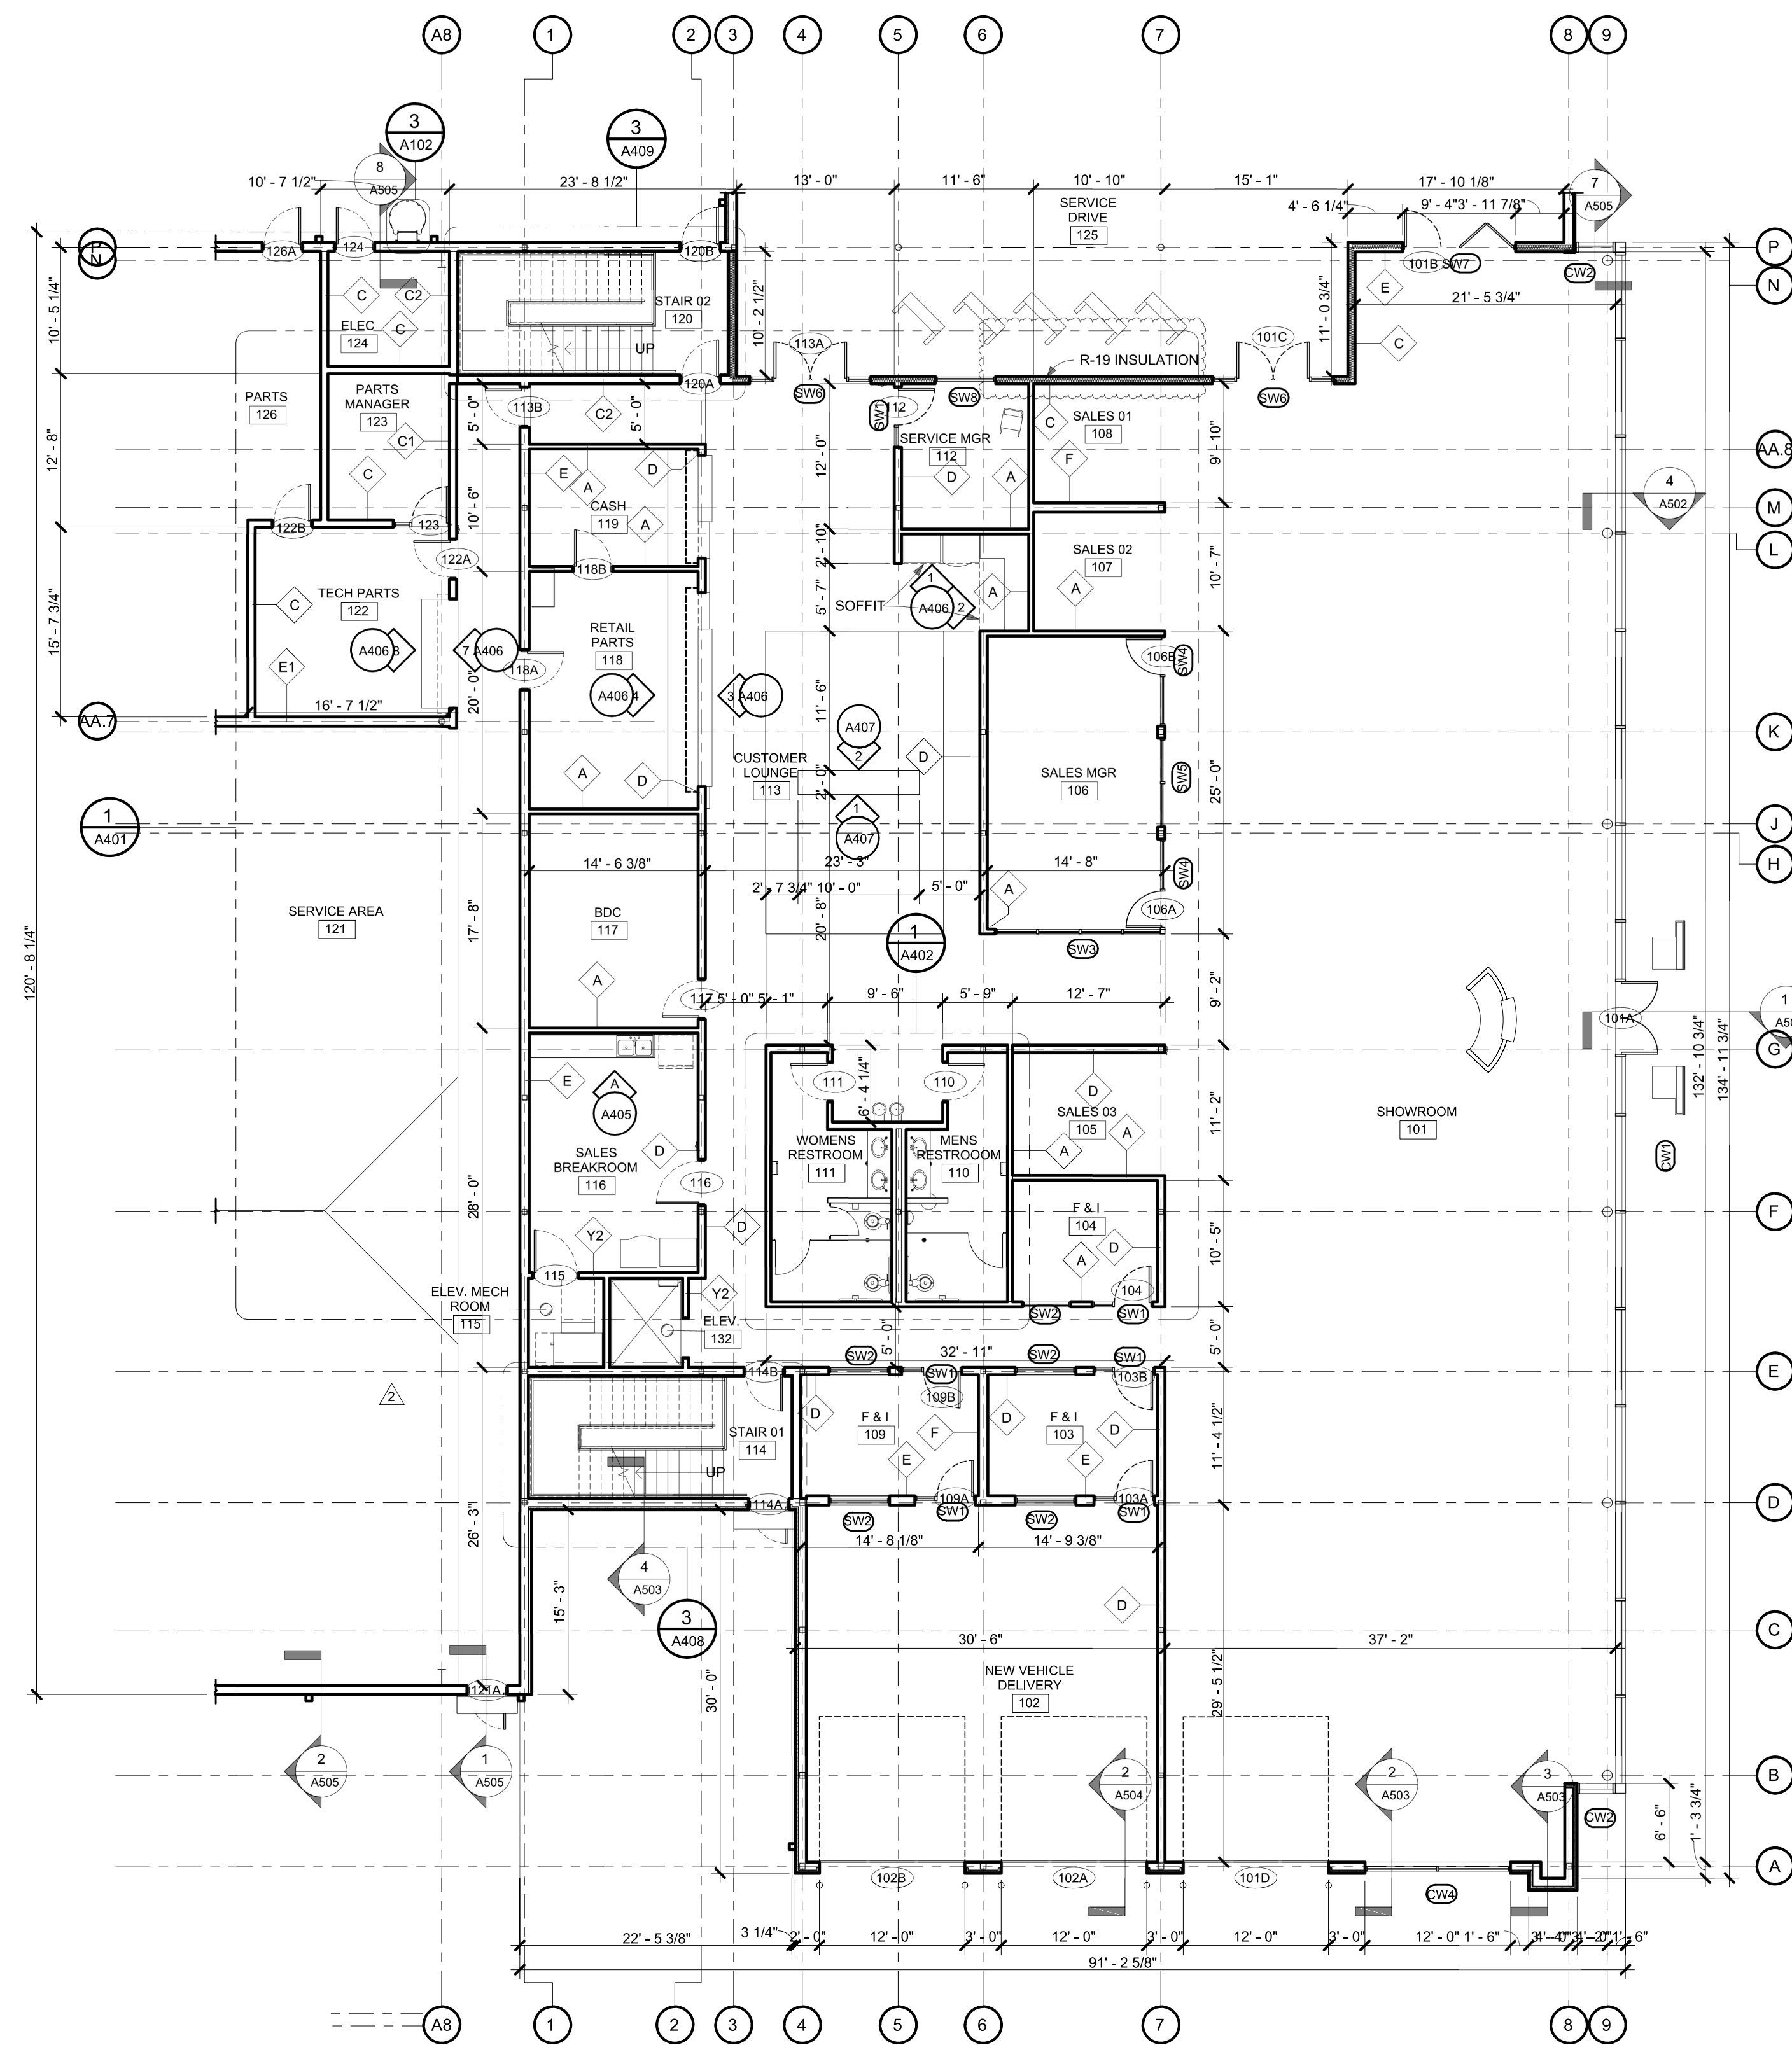 A8
1
2
3
4
5
6
7
8
9
3
A102
3
A409
8
A505
7
A505
10' - 7 1/2"
23' - 8 1/2"
13' - 0"
11' - 6"
10' - 10"
15' - 1"
17' - 10 1/8"
4' - 6 1/4"
9' - 4"
3' - 11 7/8"
SERVICE
DRIVE
125
126A
124
120B
101B
SW7
CW2
P
N
P
N
10' - 5 1/4"
C
C2
C
ELEC
124
STAIR 02
120
UP
10' - 2 1/2"
E
21' - 5 3/4"
11' - 0 3/4"
C
113A
101C
R-19 INSULATION
SW6
SW8
SW6
120A
PARTS
126
PARTS
MANAGER
123
C1
C
5' - 0"
113B
C2
5' - 0"
SW1
112
SERVICE MGR
112
D
A
C
SALES 01
108
F
9' - 10"
12' - 0"
AA.8
12' - 8"
122B
123
122A
10' - 6"
E
A
D
CASH
119
A
118B
2' - 10"
4
A502
M
L
SALES 02
107
A
10' - 7"
5' - 7"
SOFFIT
1
A406
2
A
TECH PARTS
122
C
E1
A406
8
7
A406
16' - 7 1/2"
15' - 7 3/4"
118A
20' - 0"
RETAIL
PARTS
118
A406
4
3
A406
A
D
106B
SW4
AA.7
11' - 6"
A407
2
D
CUSTOMER
LOUNGE
113
2' - 0"
1
A407
SALES MGR
106
SW5
25' - 0"
K
1
A401
J
H
14' - 6 3/8"
23' - 3"
14' - 8"
2' - 7 3/4"
10' - 0"
5' - 0"
A
SW4
106A
SERVICE AREA
121
BDC
117
17' - 8"
A
20' - 8"
1
A402
SW3
120' - 8 1/4"
117
5' - 0"
5' - 1"
9' - 6"
5' - 9"
12' - 7"
9' - 2"
101A
1
G
132' - 10 3/4"
134' - 11 3/4"
E
A
A405
111
110
6' - 4 1/4"
D
SALES 03
105
A
A
11' - 2"
SHOWROOM
101
CW1
SALES
BREAKROOM
116
D
116
WOMENS
RESTROOM
111
MENS
RESTROOOM
110
28' - 0"
D
F & I
104
D
A
10' - 5"
F
Y2
115
ELEV. MECH
ROOM
115
Y2
ELEV.
132
104
SW2
SW1
5' - 0"
32' - 11"
5' - 0"
SW2
SW2
SW1
114B
SW1
109B
103B
E
2
STAIR 01
114
UP
D
F & I
109
F
E
D
F & I
103
D
E
11' - 4 1/2"
114A
109A
SW1
103A
SW1
SW2
SW2
D
26' - 3"
14' - 8 1/8"
14' - 9 3/8"
4
A503
15' - 3"
3
A408
D
C
30' - 6"
37' - 2"
30' - 0"
NEW VEHICLE
DELIVERY
102
29' - 5 1/2"
121A
2
A505
1
A505
2
A504
2
A503
3
A503
B
CW2
6' - 6"
1' - 3 3/4"
A
102B
102A
101D
CW4
22' - 5 3/8"
3 1/4"
2' - 0"
12' - 0"
3' - 0"
12' - 0"
3' - 0"
12' - 0"
3' - 0"
12' - 0"
1' - 6"
1' - 6"
91' - 2 5/8"
A8
1
2
3
4
5
6
7
8
9